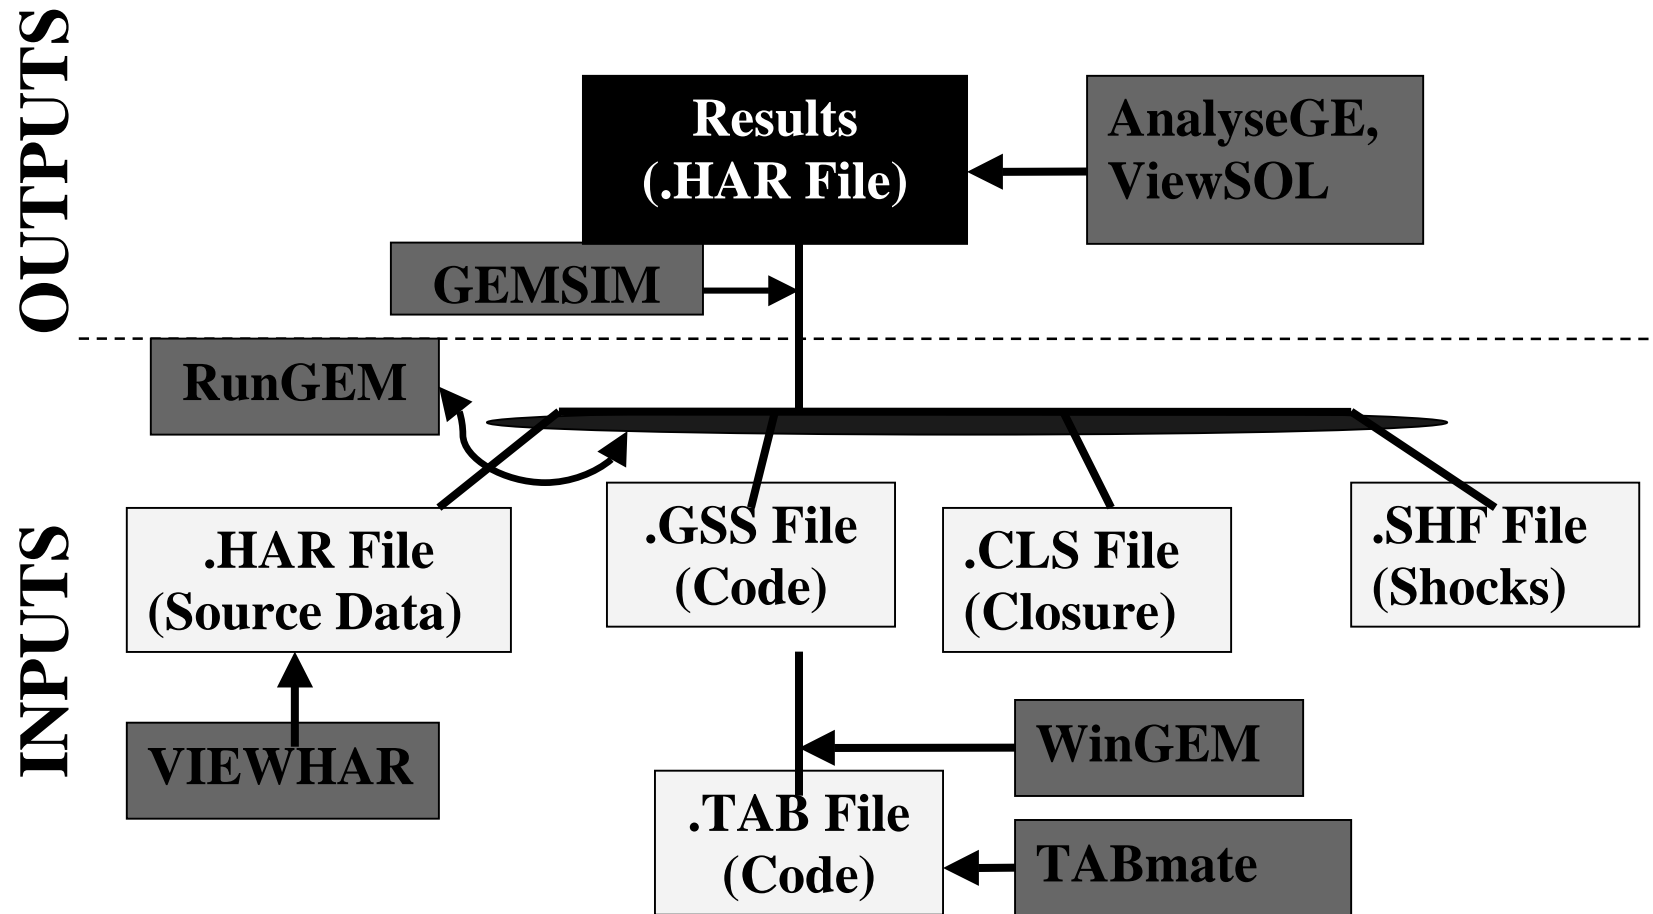 OUTPUTS
Results
(.HAR File)
AnalyseGE,
ViewSOL
GEMSIM
RunGEM
INPUTS
.HAR File
(Source Data)
.GSS File
(Code)
.CLS File
(Closure)
.SHF File
(Shocks)
VIEWHAR
WinGEM
.TAB File
(Code)
TABmate